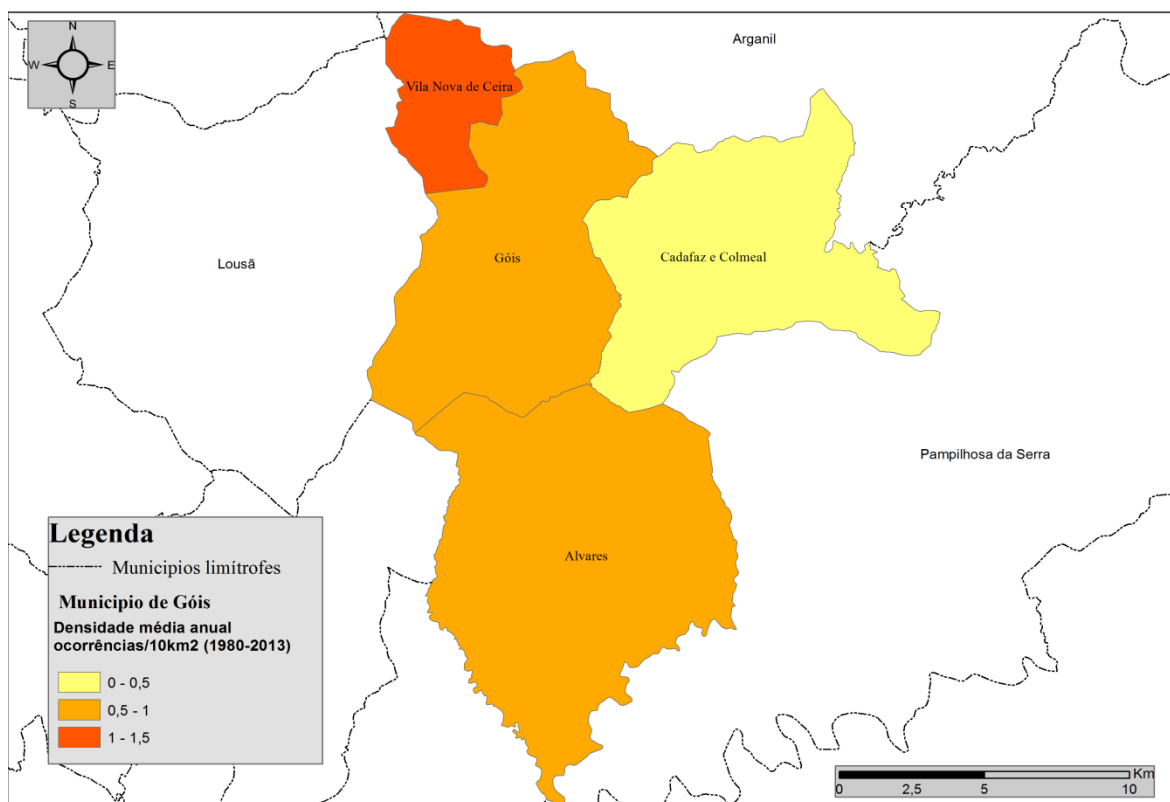 N
W E
S
Arganil
Vila Nova de Ceira
Lousã
Góis
Cadafaz e Colmeal
Pampilhosa da Serra
Alvares
Legenda
Municipios limítrofes
Municipio de Góis
Densidade média anual
ocorrências/10km2 (1980-2013)
0 - 0,5
0,5 - 1
1 - 1,5
Km
0 2,5 5 10